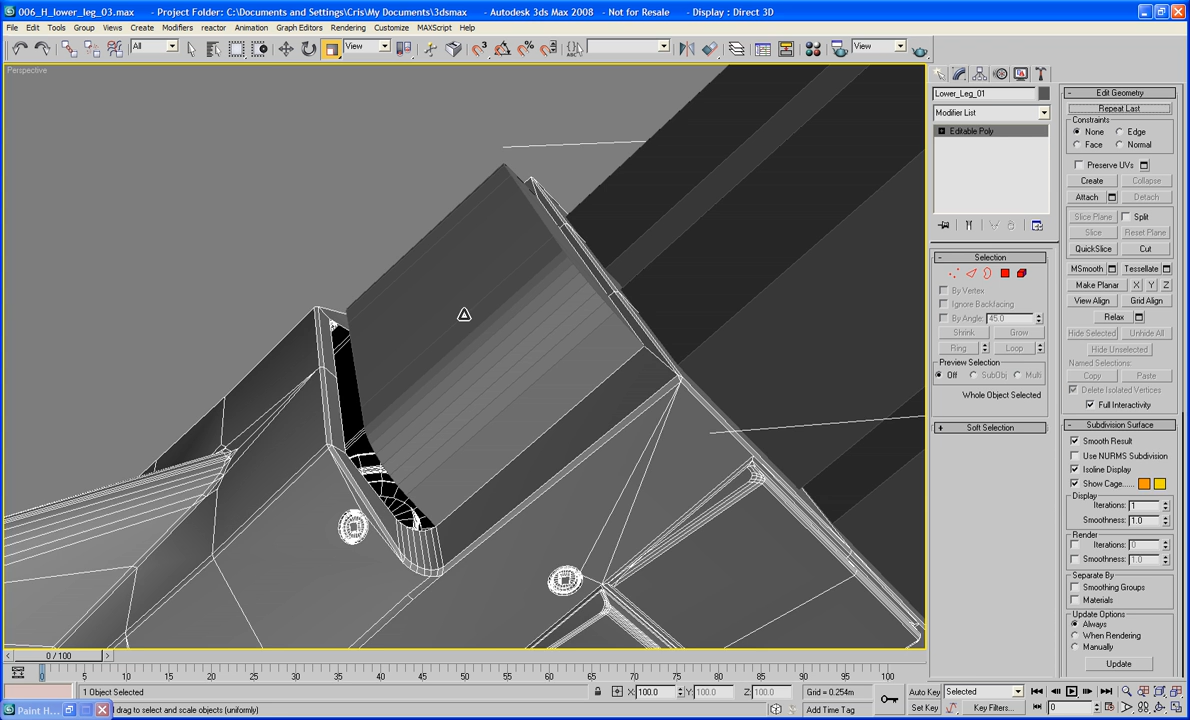 006_H_lower_leg_03.max - Project Folder: C:\Documents and Settings\Cris\My Documents\3dsmax - Autodesk 3ds Max 2008 - Not for Resale - Display : Direct 3D
File Edit Tools Group Views Create Modifiers reactor Animation Graph Editors Rendering Customize MAXScript Help
All View View
Perspective
Lower_Leg_01
Modifier List
Editable Poly
Selection
By Vertex
Ignore Backfacing
By Angle: 45.0
Shrink Grow
Ring Loop
Preview Selection
Off SubObj Multi
Whole Object Selected
Soft Selection
Edit Geometry
Repeat Last
Constraints
None Edge
Face Normal
Preserve UVs
Create Collapse
Attach Detach
Slice Plane Split
Slice Reset Plane
QuickSlice Cut
MSmooth Tessellate
Make Planar X Y Z
View Align Grid Align
Relax
Hide Selected Unhide All
Hide Unselected
Named Selections:
Copy Paste
Delete Isolated Vertices
Full Interactivity
Subdivision Surface
Smooth Result
Use NURMS Subdivision
Isoline Display
Show Cage......
Display
Iterations: 1
Smoothness: 1.0
Render
Iterations: 0
Smoothness: 1.0
Separate By
Smoothing Groups
Materials
Update Options
Always
When Rendering
Manually
Update
0 / 100
0 5 10 15 20 25 30 35 40 45 50 55 60 65 70 75 80 85 90 95 100
1 Object Selected X: 100.0 Y: 100.0 Z: 100.0 Grid = 0.254m Auto Key Selected
Paint H... drag to select and scale objects (uniformly) Add Time Tag Set Key Key Filters... 0